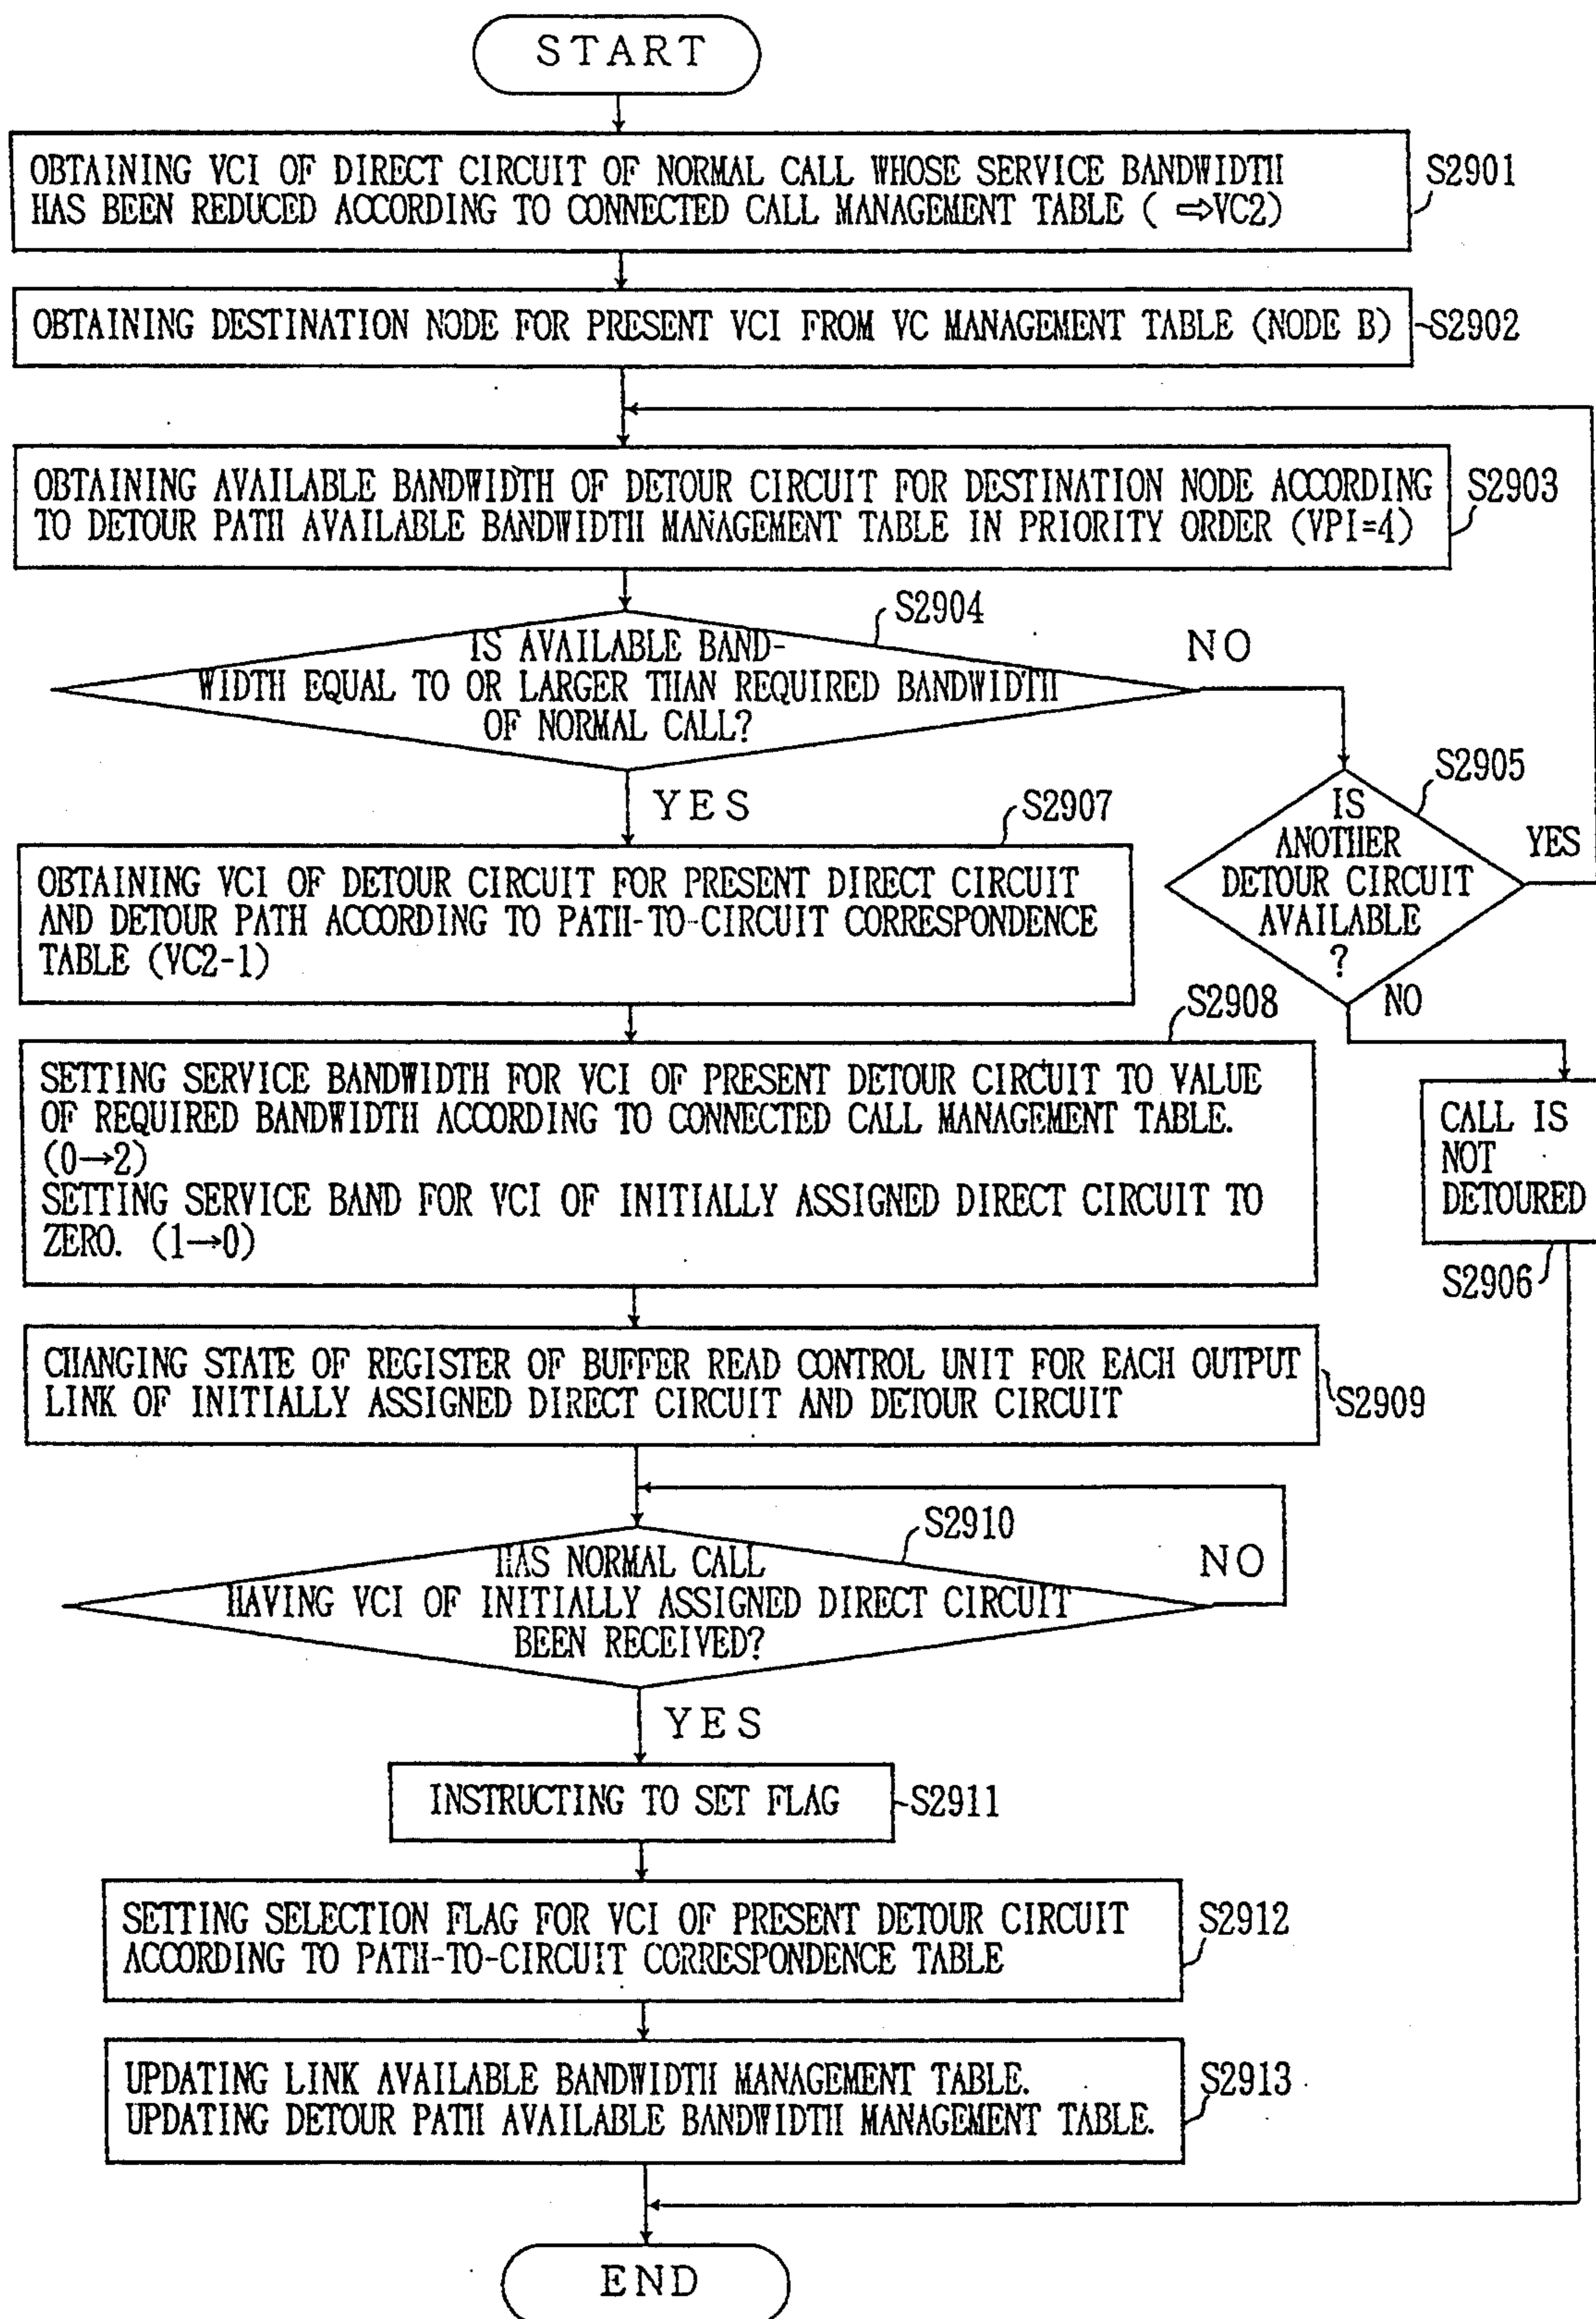 START
OBTAINING VCI OF DIRECT CIRCUIT OF NORMAL CALL WHOSE SERVICE BANDWIDTH
HAS BEEN REDUCED ACCORDING TO CONNECTED CALL MANAGEMENT TABLE ( ⇨VC2)
S2901
OBTAINING DESTINATION NODE FOR PRESENT VCI FROM VC MANAGEMENT TABLE (NODE B)
S2902
OBTAINING AVAILABLE BANDWIDTH OF DETOUR CIRCUIT FOR DESTINATION NODE ACCORDING
TO DETOUR PATH AVAILABLE BANDWIDTH MANAGEMENT TABLE IN PRIORITY ORDER (VPI=4)
S2903
S2904
IS AVAILABLE BAND-
WIDTH EQUAL TO OR LARGER THAN REQUIRED BANDWIDTH
OF NORMAL CALL?
NO
YES
S2905
IS
ANOTHER
DETOUR CIRCUIT
AVAILABLE
?
YES
NO
S2907
OBTAINING VCI OF DETOUR CIRCUIT FOR PRESENT DIRECT CIRCUIT
AND DETOUR PATH ACCORDING TO PATH-TO-CIRCUIT CORRESPONDENCE
TABLE (VC2-1)
S2908
SETTING SERVICE BANDWIDTH FOR VCI OF PRESENT DETOUR CIRCUIT TO VALUE
OF REQUIRED BANDWIDTH ACCORDING TO CONNECTED CALL MANAGEMENT TABLE.
(0→2)
SETTING SERVICE BAND FOR VCI OF INITIALLY ASSIGNED DIRECT CIRCUIT TO
ZERO. (1→0)
CALL IS
NOT
DETOURED
S2906
CHANGING STATE OF REGISTER OF BUFFER READ CONTROL UNIT FOR EACH OUTPUT
LINK OF INITIALLY ASSIGNED DIRECT CIRCUIT AND DETOUR CIRCUIT
S2909
S2910
HAS NORMAL CALL
HAVING VCI OF INITIALLY ASSIGNED DIRECT CIRCUIT
BEEN RECEIVED?
NO
YES
INSTRUCTING TO SET FLAG
S2911
SETTING SELECTION FLAG FOR VCI OF PRESENT DETOUR CIRCUIT
ACCORDING TO PATH-TO-CIRCUIT CORRESPONDENCE TABLE
S2912
UPDATING LINK AVAILABLE BANDWIDTH MANAGEMENT TABLE.
UPDATING DETOUR PATH AVAILABLE BANDWIDTH MANAGEMENT TABLE.
S2913
END